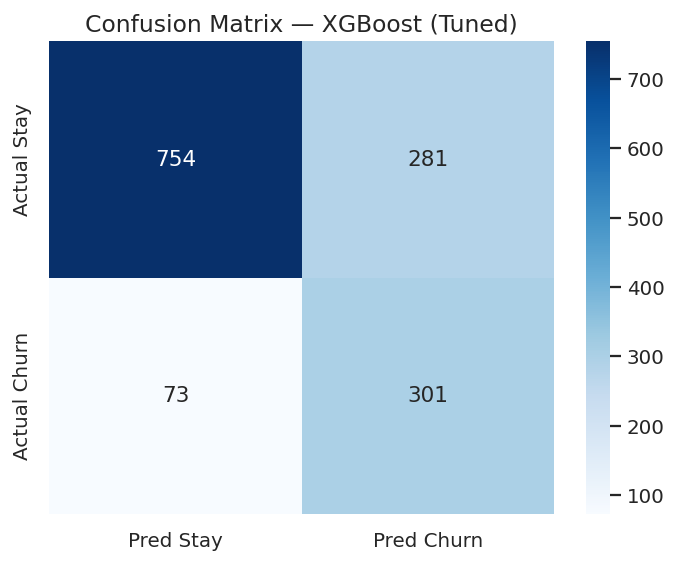 Confusion Matrix — XGBoost (Tuned)
Actual Stay
754
281
Actual Churn
73
301
Pred Stay
Pred Churn
700
600
500
400
300
200
100